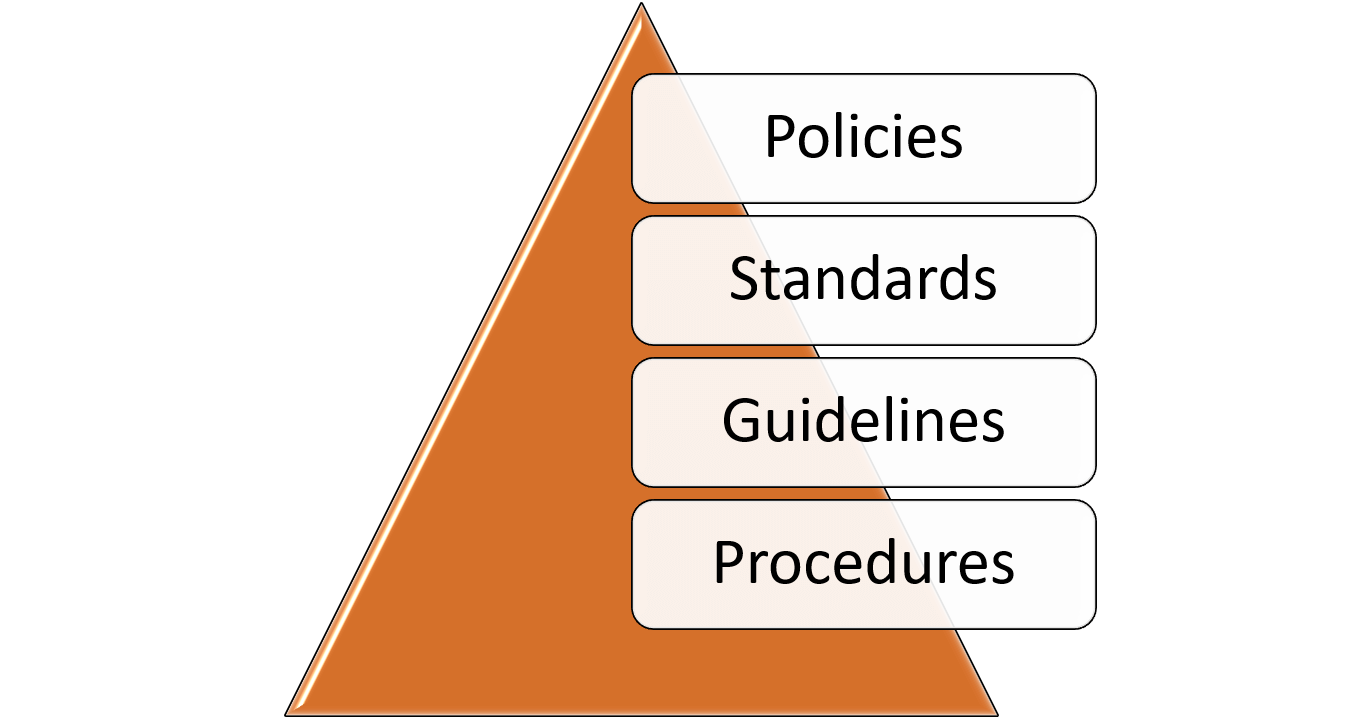 Policies
Standards
Guidelines
Procedures